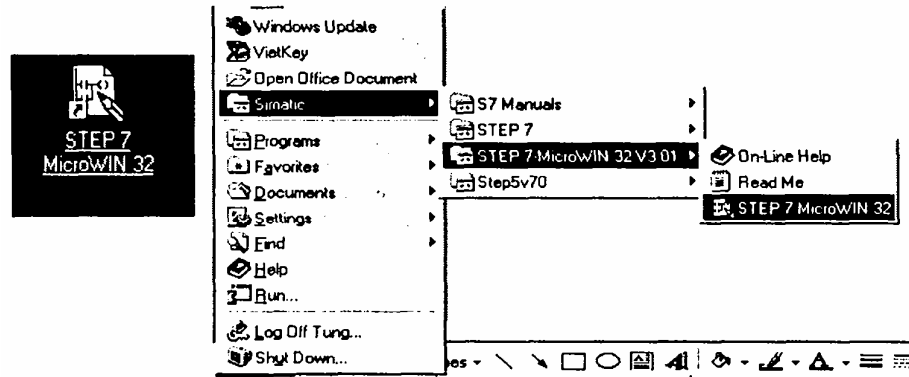 STEP 7
MicroWIN 32
Windows Update
VietKey
Open Office Document
Simatic
Programs
Favorites
Documents
Settings
Find
Help
Run...
Log Off Tung...
Shut Down...
S7 Manuals
STEP 7
STEP 7-MicroWIN 32 V3 01
Step5v70
On-Line Help
Read Me
STEP 7 MicroWIN 32